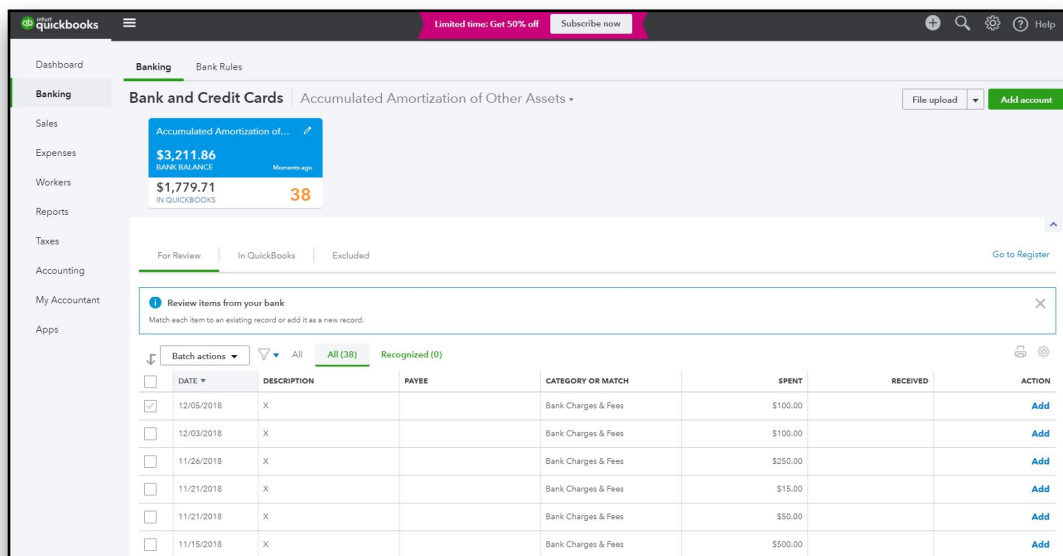 qb intuit quickbooks
Limited time: Get 50% off Subscribe now
Help
Dashboard
Banking
Sales
Expenses
Workers
Reports
Taxes
Accounting
My Accountant
Apps
Banking Bank Rules
Bank and Credit Cards Accumulated Amortization of Other Assets
File upload Add account
Accumulated Amortization of...
$3,211.86
BANK BALANCE Moments ago
$1,779.71 38
IN QUICKBOOKS
For Review In QuickBooks Excluded Go to Register
Review items from your bank
Match each item to an existing record or add it as a new record.
Batch actions All All (38) Recognized (0)
DATE DESCRIPTION PAYEE CATEGORY OR MATCH SPENT RECEIVED ACTION
12/05/2018 X Bank Charges & Fees $100.00 Add
12/03/2018 X Bank Charges & Fees $100.00 Add
11/26/2018 X Bank Charges & Fees $250.00 Add
11/21/2018 X Bank Charges & Fees $15.00 Add
11/21/2018 X Bank Charges & Fees $50.00 Add
11/15/2018 X Bank Charges & Fees $500.00 Add